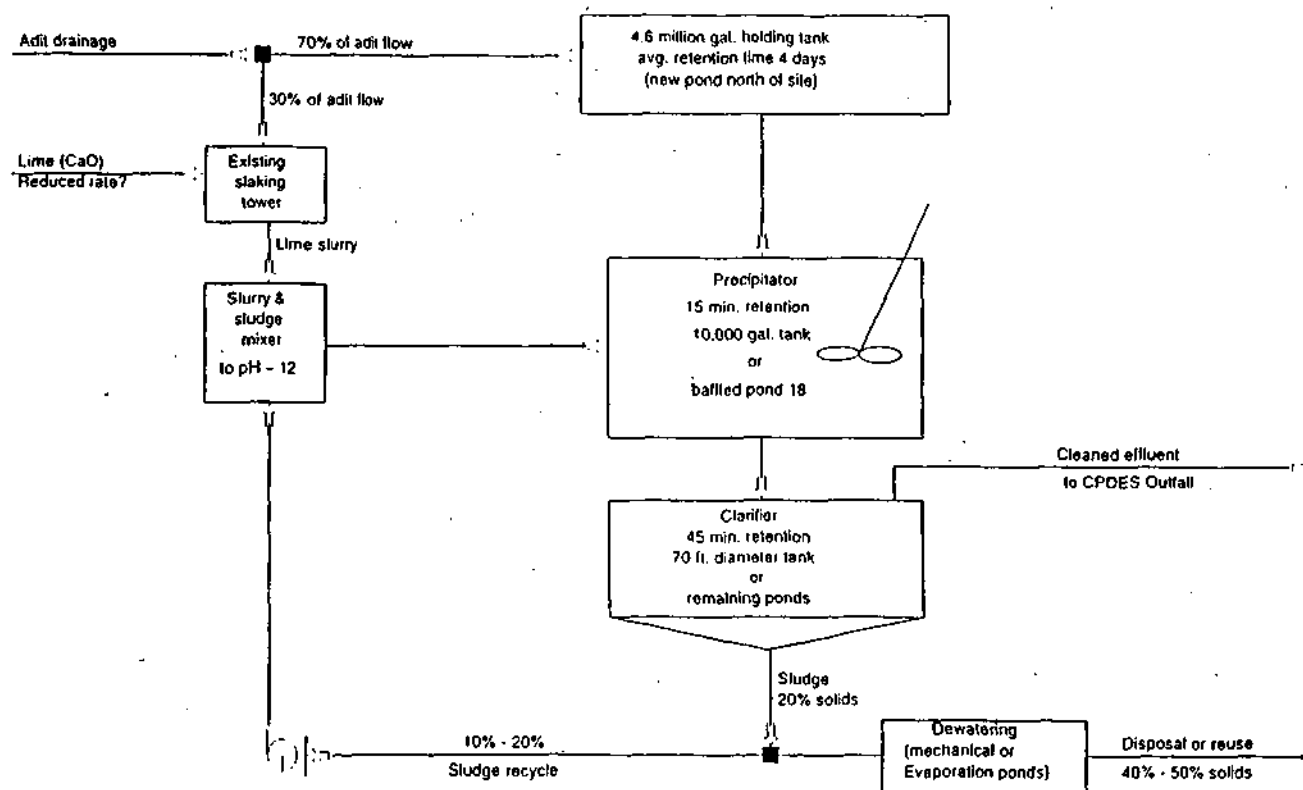 Adit drainage
70% of adit flow
4.6 million gal. holding tank
avg. retention time 4 days
(new pond north of site)
30% of adit flow
Lime (CaO)
Reduced rate?
Existing
slaking
tower
Lime slurry
Slurry &
sludge
mixer
to pH - 12
Precipitator
15 min. retention
10,000 gal. tank
or
baffled pond 18
Cleaned effluent
to CPDES Outfall
Clarifier
45 min. retention
70 ft. diameter tank
or
remaining ponds
Sludge
20% solids
10% - 20%
Sludge recycle
Dewatering
(mechanical or
Evaporation ponds)
Disposal or reuse
40% - 50% solids